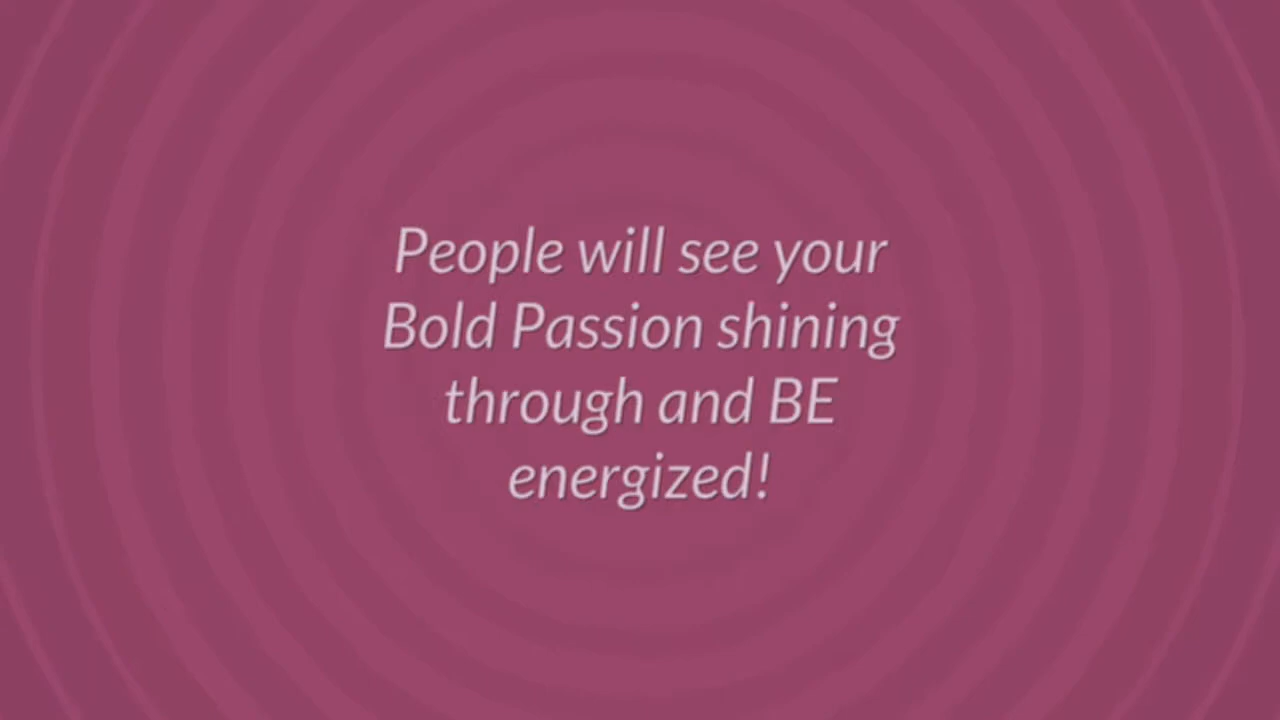 People will see your
Bold Passion shining
through and BE
energized!